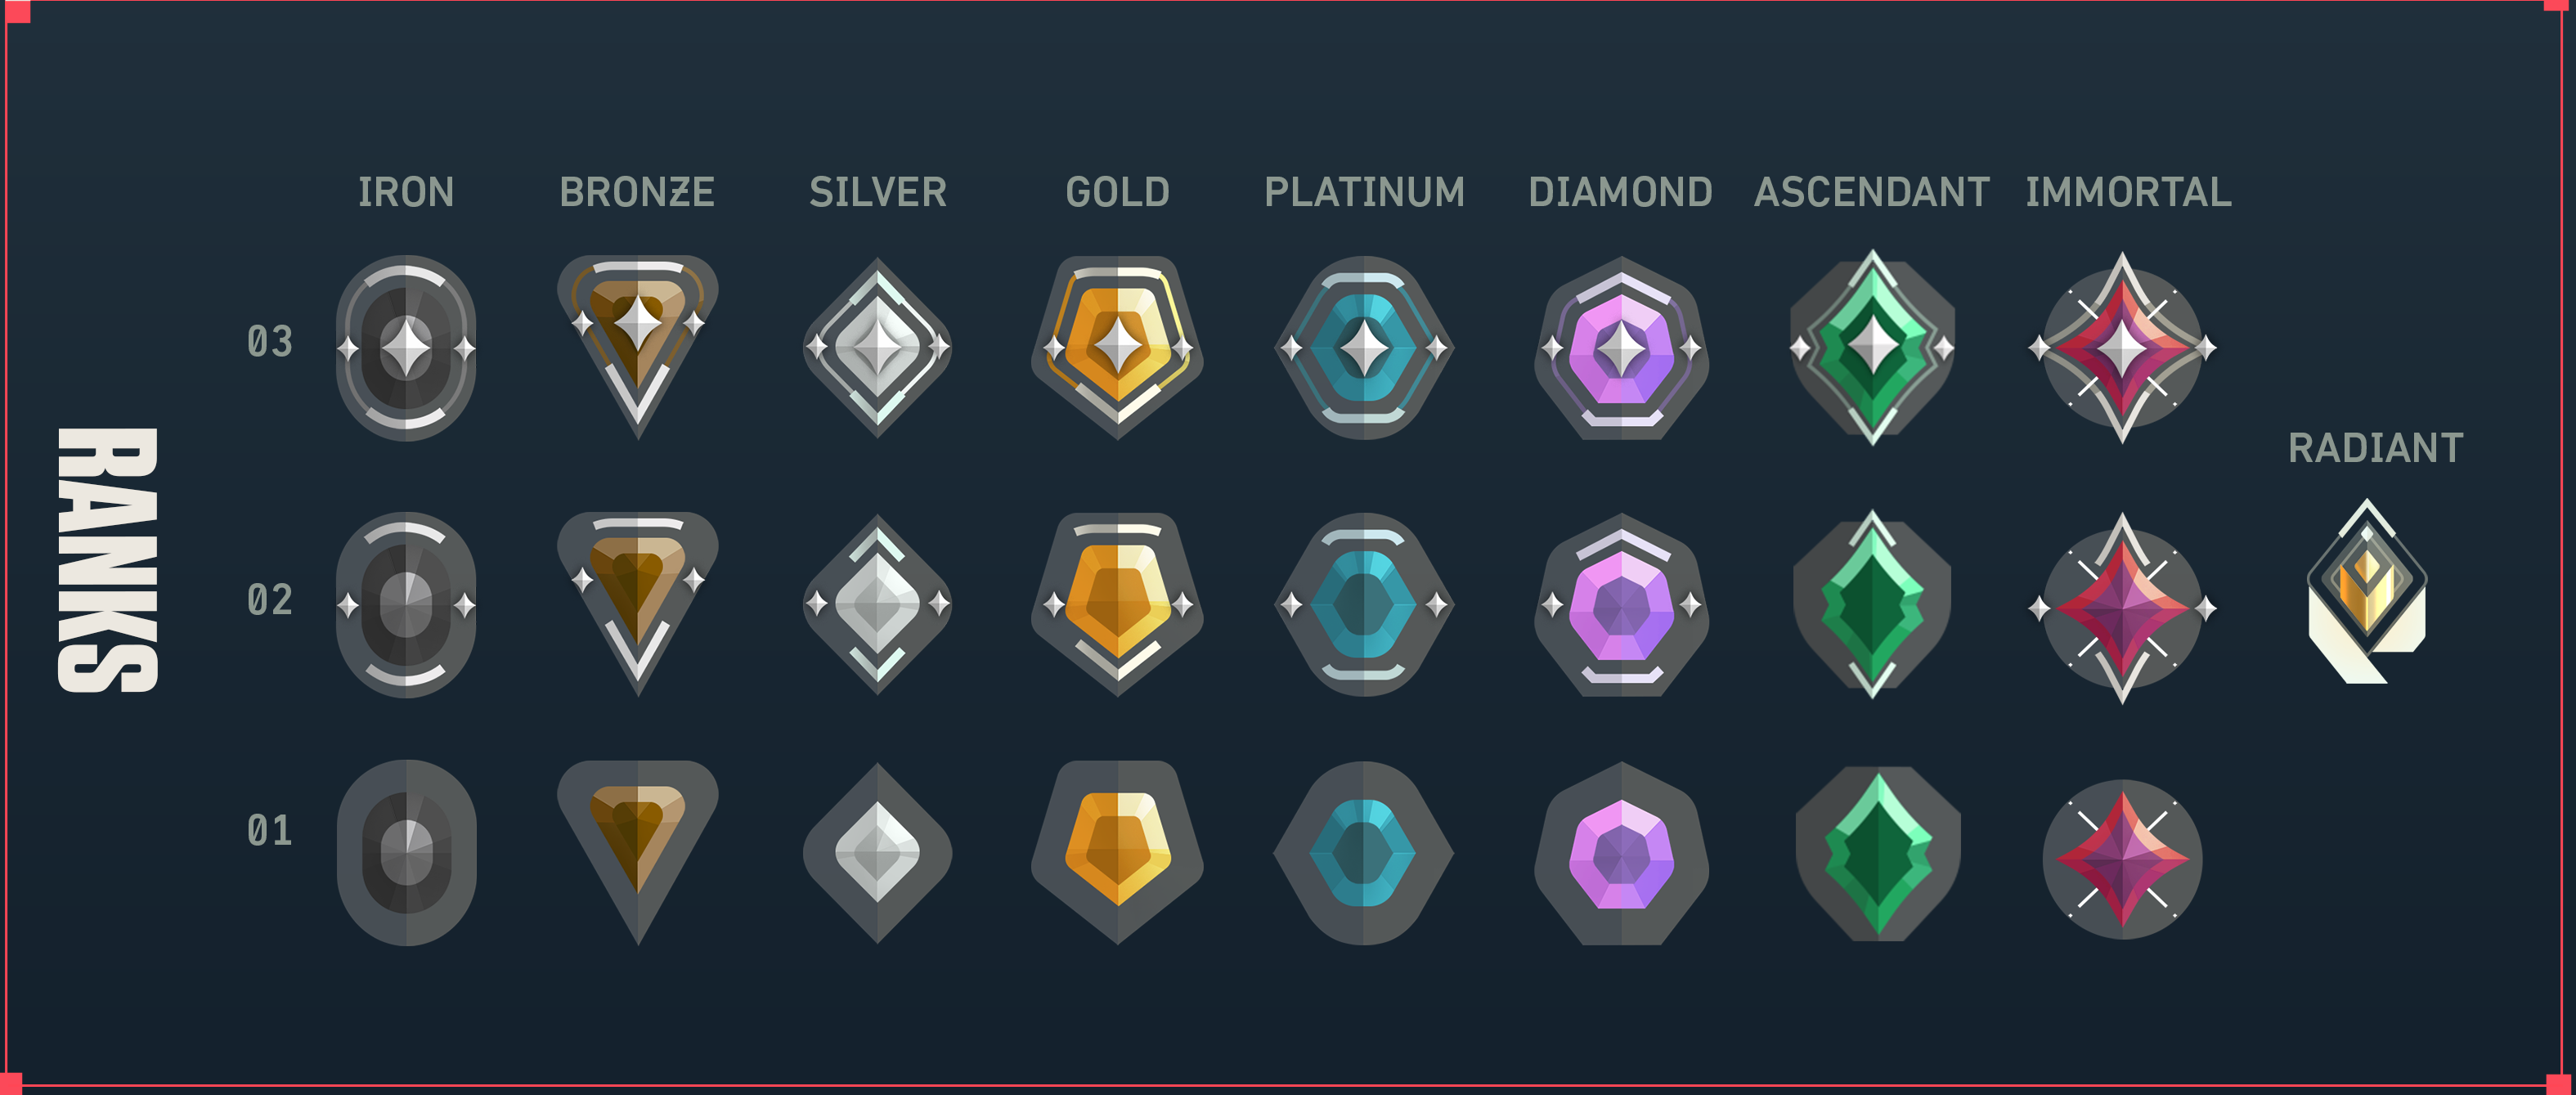 RANKS
IRON BRONZE SILVER GOLD PLATINUM DIAMOND ASCENDANT IMMORTAL
03
RADIANT
02
01